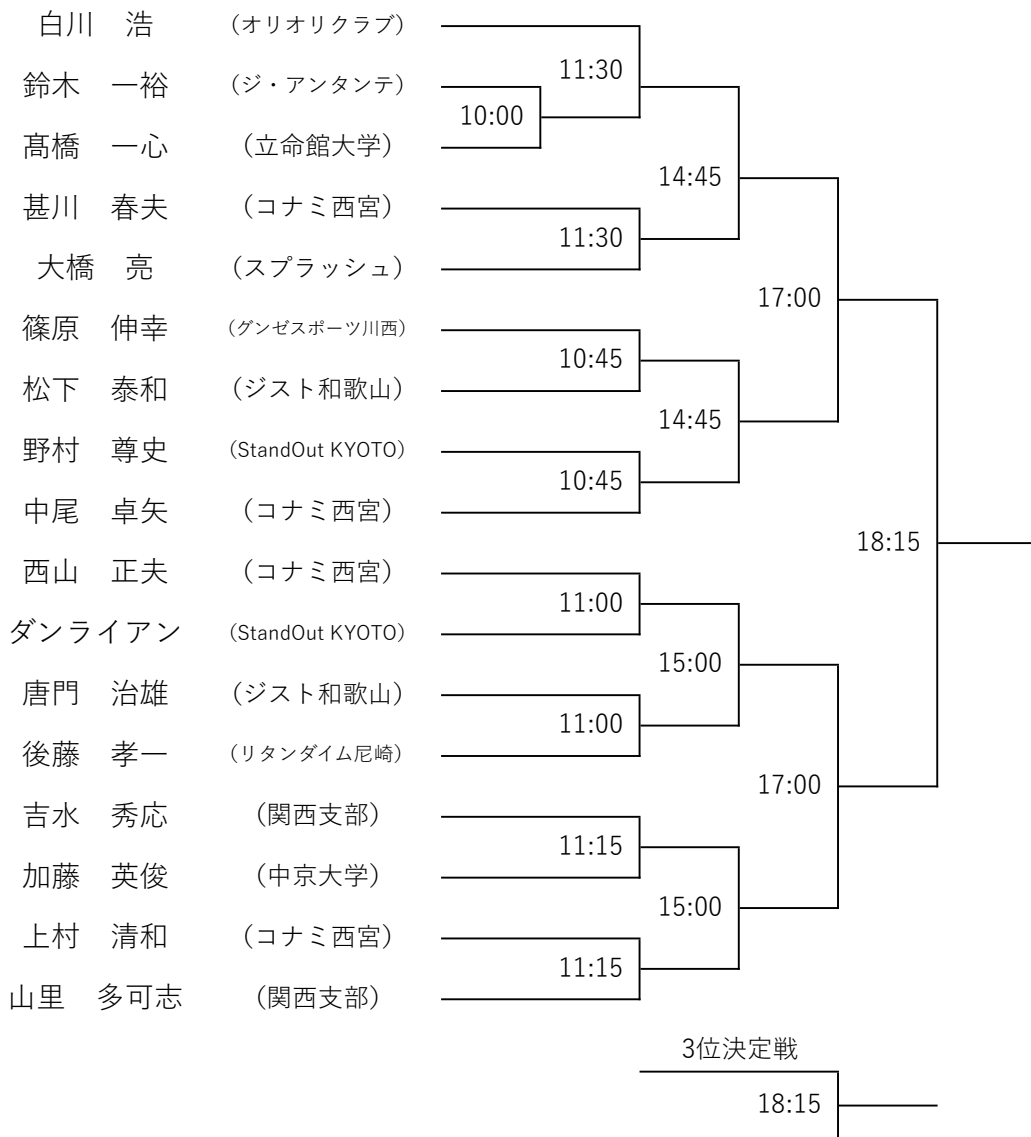 白川　浩 （オリオリクラブ）
11:30
鈴木　一裕 （ジ・アンタンテ）
10:00
髙橋　一心 （立命館大学）
14:45
甚川　春夫 （コナミ西宮）
11:30
大橋　亮 （スプラッシュ）
17:00
篠原　伸幸 （グンゼスポーツ川西）
10:45
松下　泰和 （ジスト和歌山）
14:45
野村　尊史 （StandOut KYOTO）
10:45
中尾　卓矢 （コナミ西宮）
18:15
西山　正夫 （コナミ西宮）
11:00
ダンライアン （StandOut KYOTO）
15:00
唐門　治雄 （ジスト和歌山）
11:00
後藤　孝一 （リタンダイム尼崎）
17:00
吉水　秀応 （関西支部）
11:15
加藤　英俊 （中京大学）
15:00
上村　清和 （コナミ西宮）
11:15
山里　多可志 （関西支部）
3位決定戦
18:15